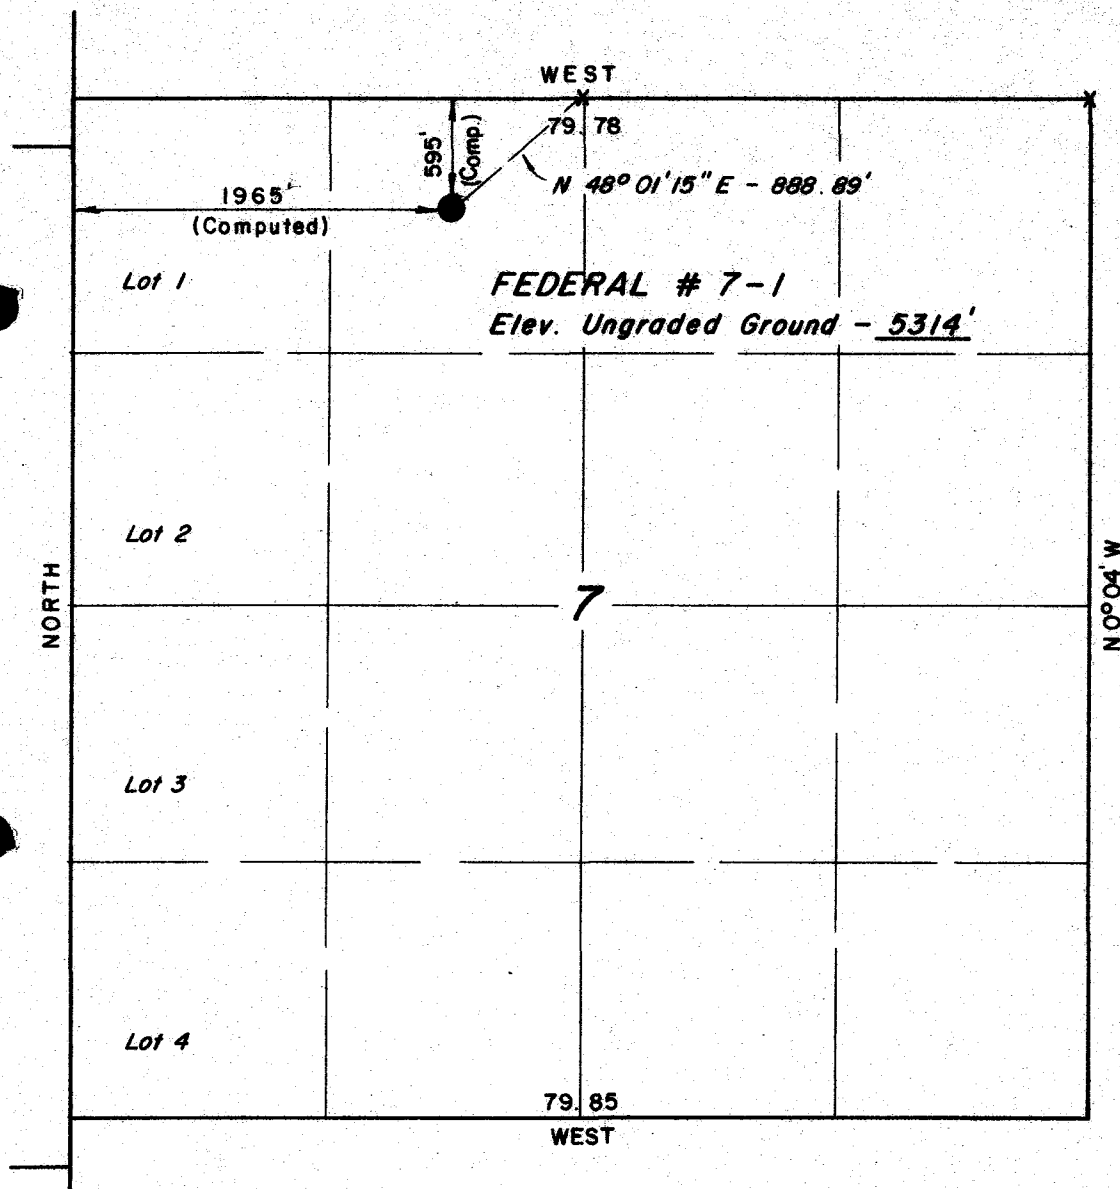 WEST
79.78
595'
(Comp.)
N 48° 01' 15" E - 888.89'
1965'
(Computed)
Lot 1
FEDERAL # 7-1
Elev. Ungraded Ground - 5314'
Lot 2
NORTH
7
N 0° 04' W
Lot 3
Lot 4
79.85
WEST